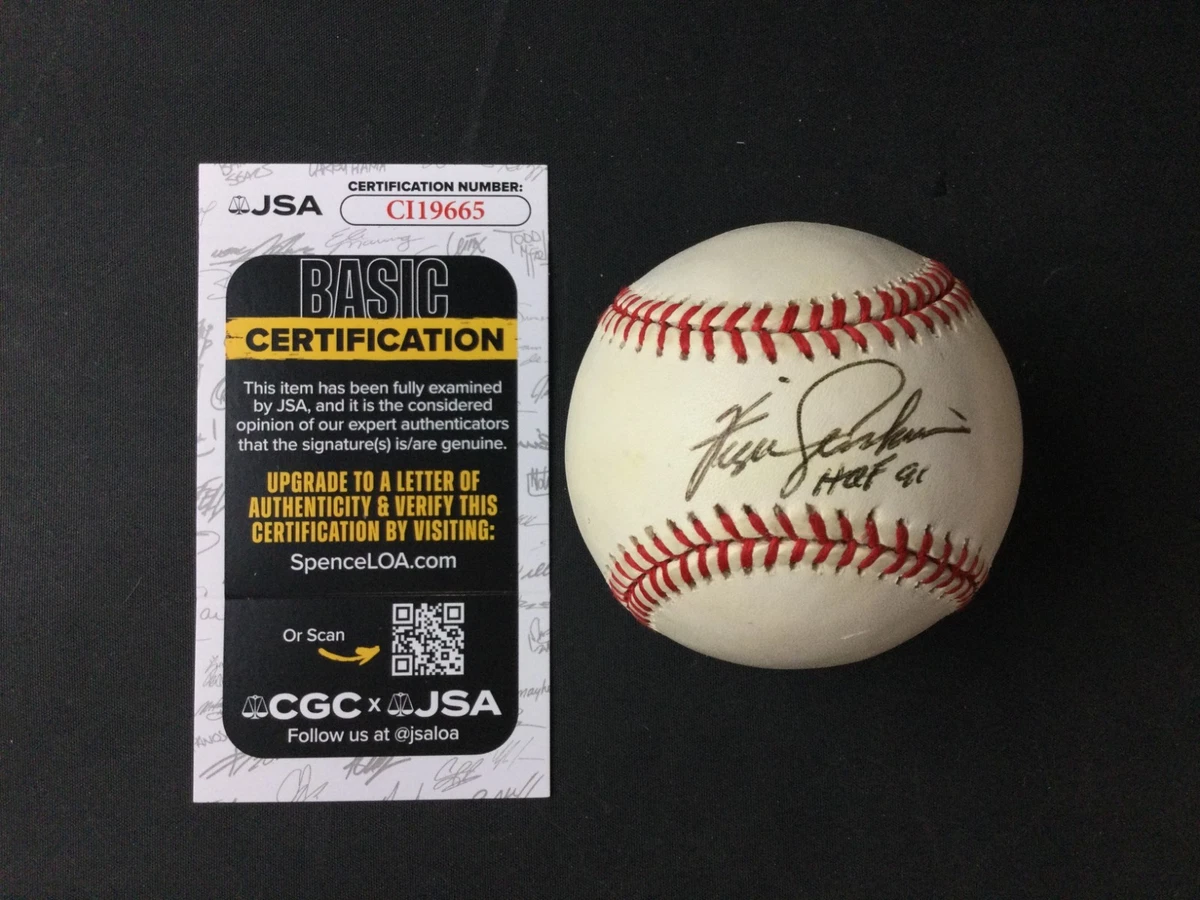 JSA
CERTIFICATION NUMBER:
CI19665
BASIC
CERTIFICATION
This item has been fully examined
by JSA, and it is the considered
opinion of our expert authenticators
that the signature(s) is/are genuine.
UPGRADE TO A LETTER OF
AUTHENTICITY & VERIFY THIS
CERTIFICATION BY VISITING:
SpenceLOA.com
Or Scan
CGC x JSA
Follow us at @jsaloa
Fergie Jenkins
HOF 91